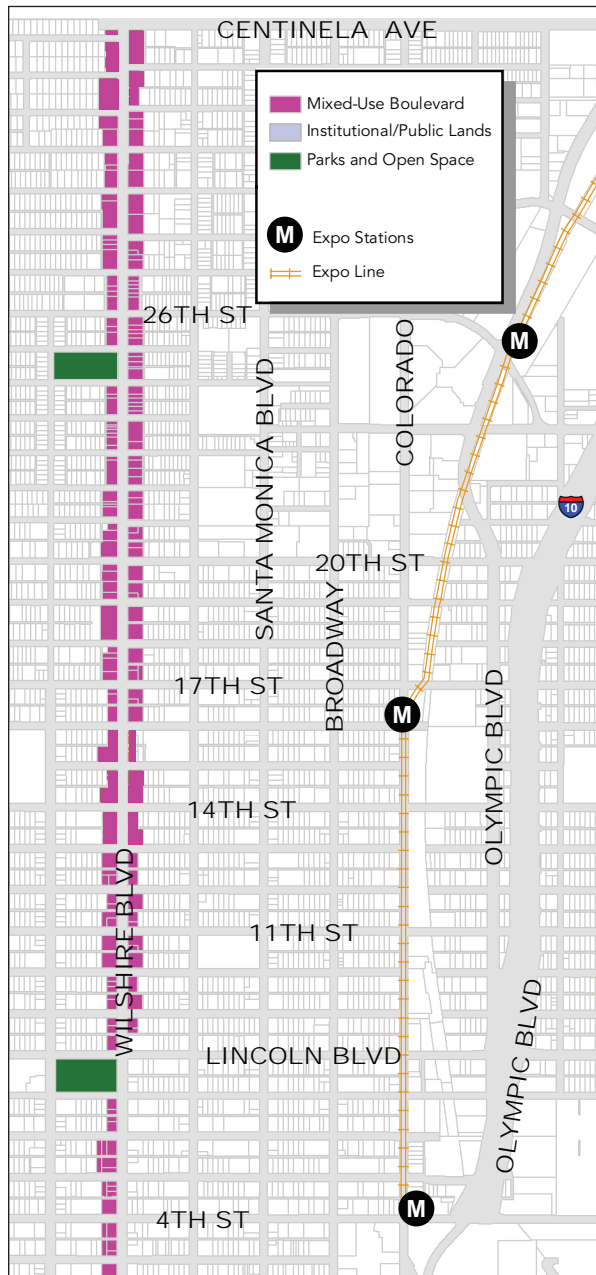 CENTINELA AVE
Mixed-Use Boulevard
Institutional/Public Lands
Parks and Open Space
M Expo Stations
Expo Line
26TH ST
M
SANTA MONICA BLVD
COLORADO
10
20TH ST
BROADWAY
17TH ST
M
OLYMPIC BLVD
14TH ST
WILSHIRE BLVD
11TH ST
LINCOLN BLVD
OLYMPIC BLVD
4TH ST
M